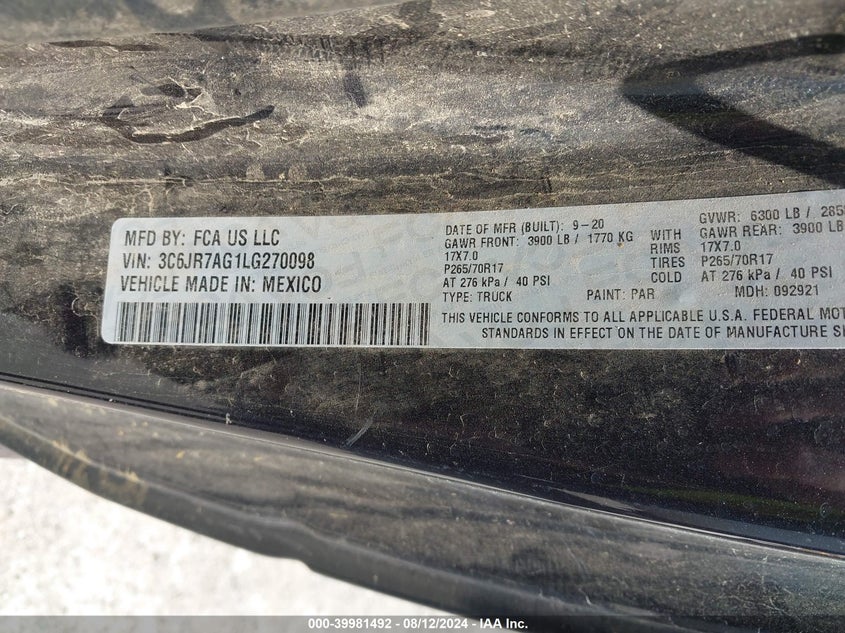 MFD BY: FCA US LLC
VIN: 3C6JR7AG1LG270098
VEHICLE MADE IN: MEXICO
DATE OF MFR (BUILT): 9-20
GAWR FRONT: 3900 LB / 1770 KG WITH
17X7.0 RIMS
P265/70R17 TIRES
AT 276 kPa / 40 PSI COLD
TYPE: TRUCK PAINT: PAR
GVWR: 6300 LB / 285
GAWR REAR: 3900 LB
17X7.0
P265/70R17
AT 276 kPa / 40 PSI
MDH: 092921
THIS VEHICLE CONFORMS TO ALL APPLICABLE U.S.A. FEDERAL MOT
STANDARDS IN EFFECT ON THE DATE OF MANUFACTURE SH
000-39981492 - 08/12/2024 - IAA Inc.